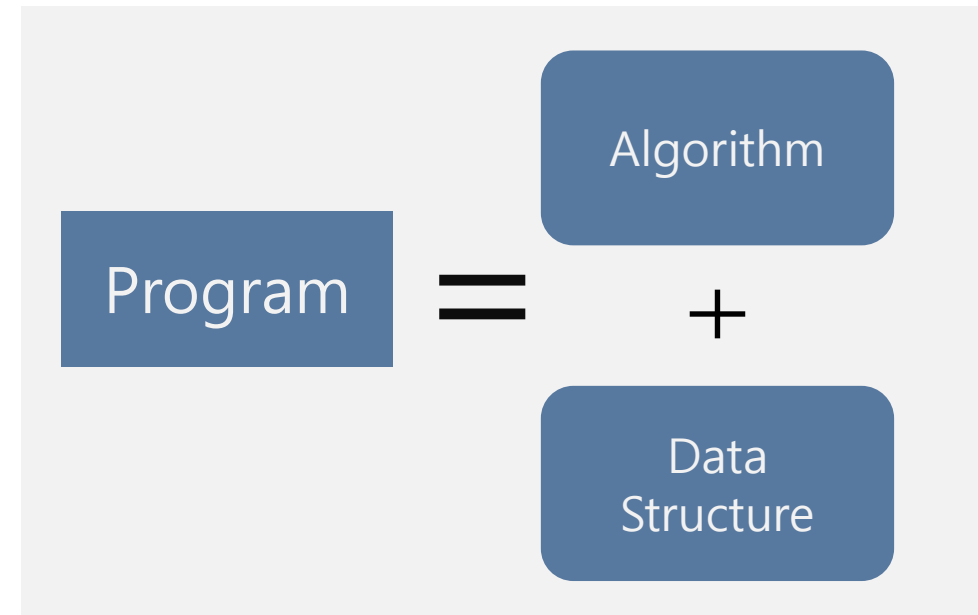 Program
=
Algorithm
+
Data
Structure